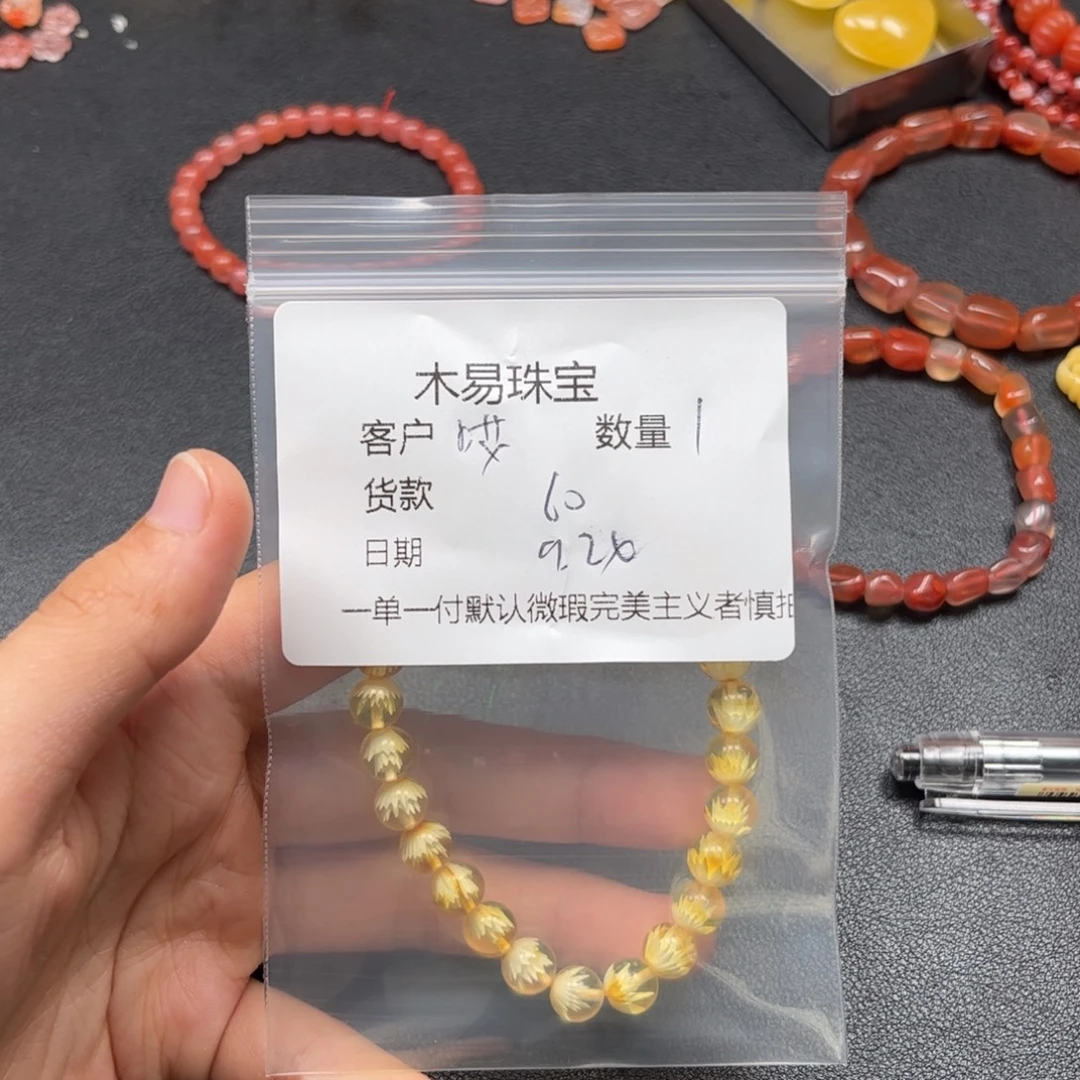 木易珠宝
客户 数量 1
货款 60
日期 9.26
一单一付默认微瑕完美主义者慎拍